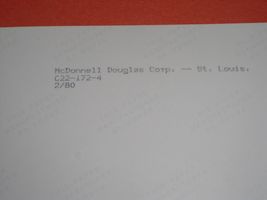 McDonnell Douglas Corp. -- St. Louis.
C22-172-4
2/80